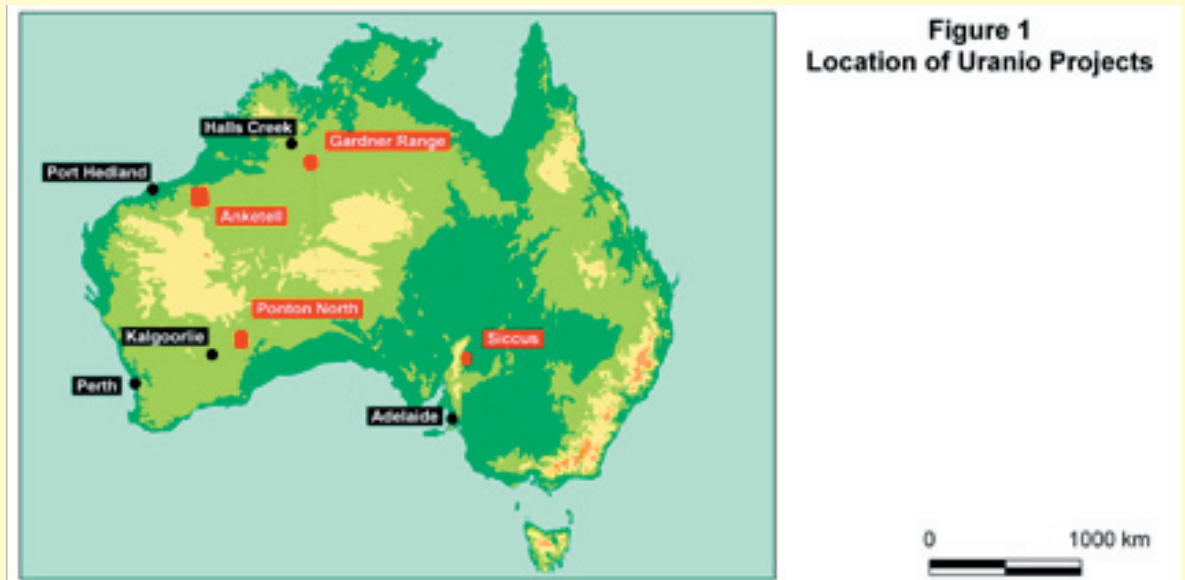 Figure 1
Location of Uranio Projects
Halls Creek
Gardner Range
Port Hedland
Anketell
Ponton North
Kalgoorlie
Siccus
Perth
Adelaide
0 1000 km